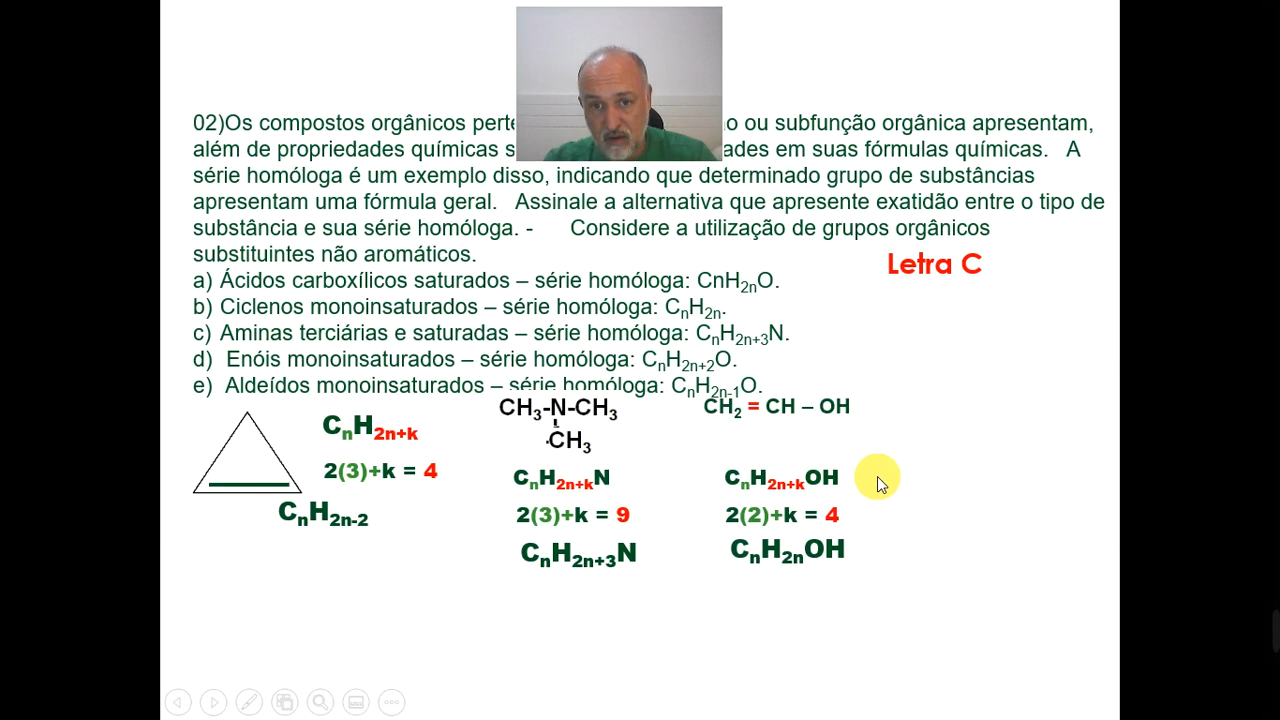 02)Os compostos orgânicos o ou subfunção orgânica apresentam,
além de propriedades químicas em suas fórmulas químicas. A
série homóloga é um exemplo disso, indicando que determinado grupo de substâncias
apresentam uma fórmula geral. Assinale a alternativa que apresente exatidão entre o tipo de
substância e sua série homóloga. - Considere a utilização de grupos orgânicos
substituintes não aromáticos.
Letra C
a) Ácidos carboxílicos saturados – série homóloga: CnH2nO.
b) Ciclenos monoinsaturados – série homóloga: CnH2n.
c) Aminas terciárias e saturadas – série homóloga: CnH2n+3N.
d) Enóis monoinsaturados – série homóloga: CnH2n+2O.
e) Aldeídos monoinsaturados – série homóloga: CnH2n-1O.
CnH2n+k
2(3)+k = 4
CnH2n-2
CH3-N-CH3
CH3
CnH2n+kN
2(3)+k = 9
CnH2n+3N
CH2 = CH – OH
CnH2n+kOH
2(2)+k = 4
CnH2nOH